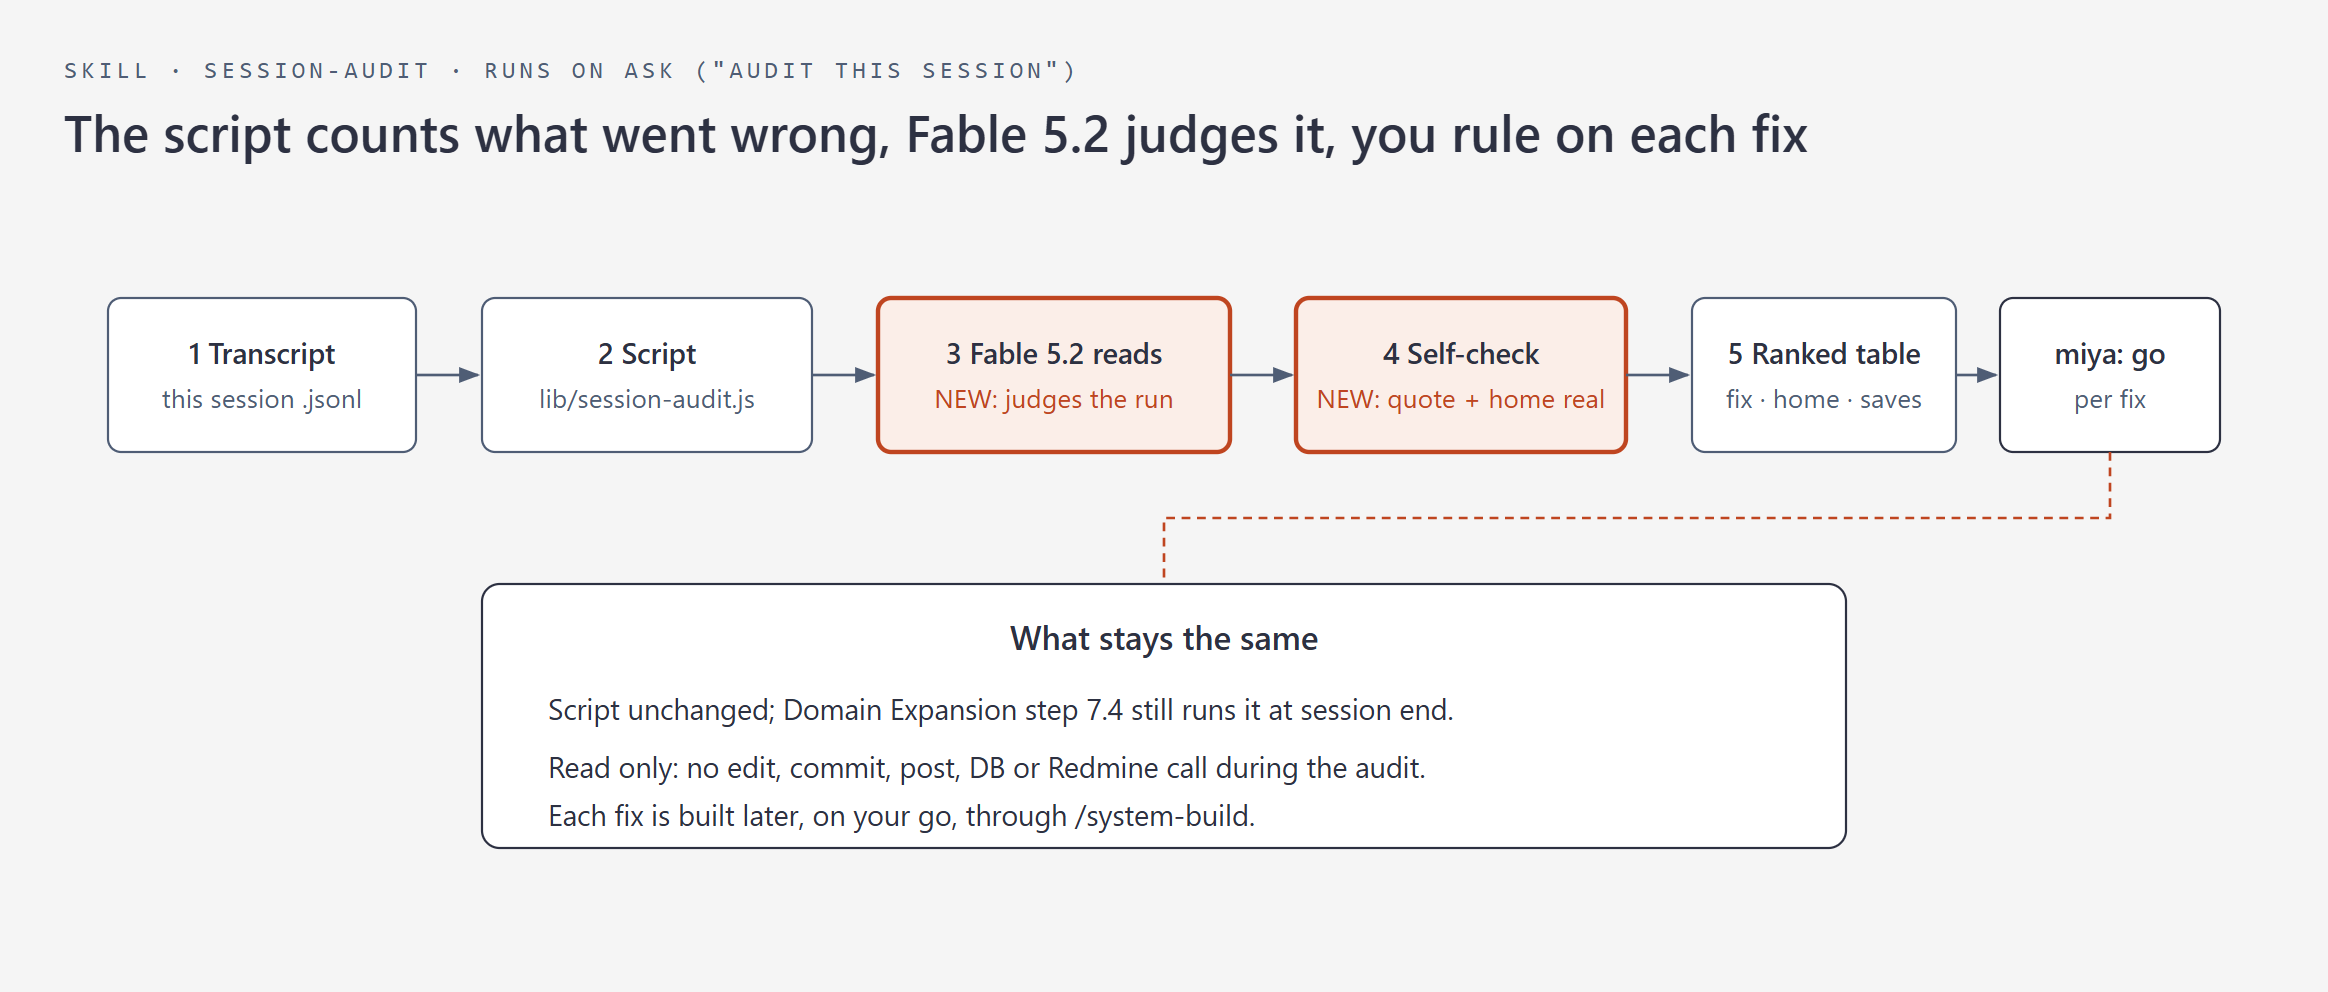 SKILL · SESSION-AUDIT · RUNS ON ASK ("AUDIT THIS SESSION")
The script counts what went wrong, Fable 5.2 judges it, you rule on each fix
1 Transcript
this session .jsonl
2 Script
lib/session-audit.js
3 Fable 5.2 reads
NEW: judges the run
4 Self-check
NEW: quote + home real
5 Ranked table
fix · home · saves
miya: go
per fix
What stays the same
Script unchanged; Domain Expansion step 7.4 still runs it at session end.
Read only: no edit, commit, post, DB or Redmine call during the audit.
Each fix is built later, on your go, through /system-build.